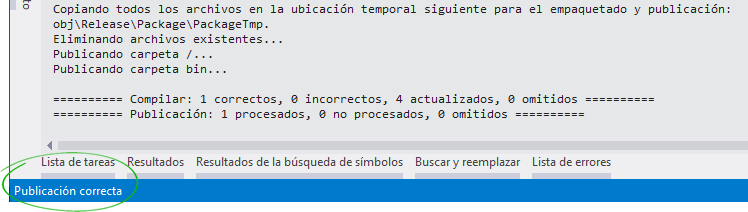 to
Copiando todos los archivos en la ubicación temporal siguiente para el empaquetado y publicación:
obj\Release\Package\PackageTmp.
Eliminando archivos existentes...
Publicando carpeta /...
Publicando carpeta bin...
========== Compilar: 1 correctos, 0 incorrectos, 4 actualizados, 0 omitidos ==========
========== Publicación: 1 procesados, 0 no procesados, 0 omitidos ==========
Lista de tareas Resultados Resultados de la búsqueda de símbolos Buscar y reemplazar Lista de errores
Publicación correcta